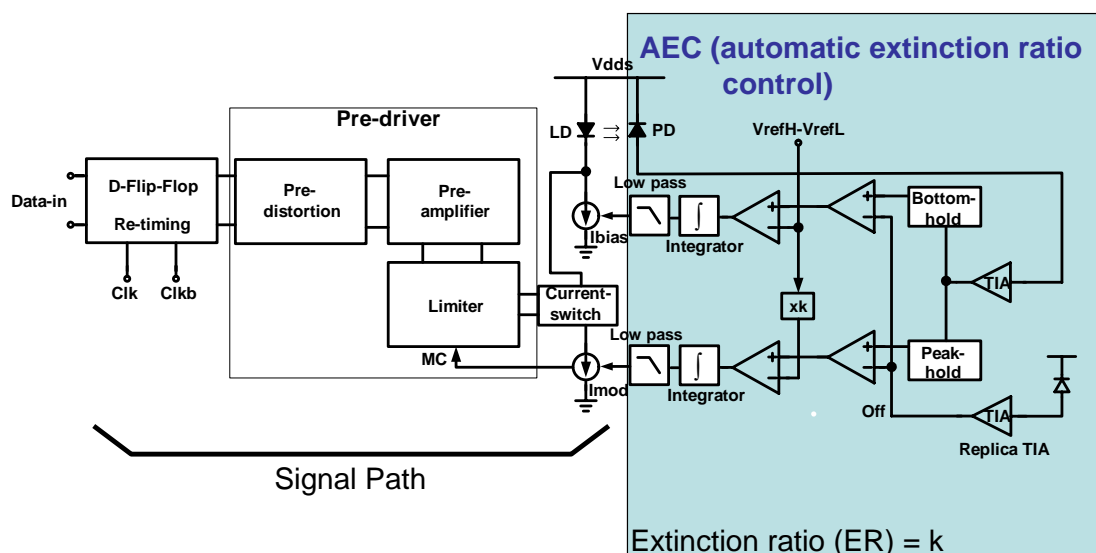 AEC (automatic extinction ratio
control)
Vdds
Pre-driver
LD
PD
VrefH-VrefL
Data-in
D-Flip-Flop
Re-timing
Pre-
distortion
Pre-
amplifier
Low pass
∫
Integrator
+
−
+
−
Bottom-
hold
Ibias
TIA
Clk
Clkb
Limiter
Current-
switch
xk
MC
Low pass
∫
Integrator
+
−
+
−
Peak-
hold
Imod
Off
TIA
Replica TIA
Signal Path
Extinction ratio (ER) = k